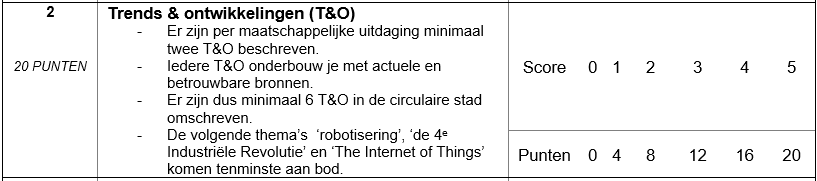 2
20 PUNTEN
Trends & ontwikkelingen (T&O)
- Er zijn per maatschappelijke uitdaging minimaal
twee T&O beschreven.
- Iedere T&O onderbouw je met actuele en
betrouwbare bronnen.
- Er zijn dus minimaal 6 T&O in de circulaire stad
omschreven.
- De volgende thema's ‘robotisering’, ‘de 4e
Industriële Revolutie’ en ‘The Internet of Things’
komen tenminste aan bod.
Score 0 1 2 3 4 5
Punten 0 4 8 12 16 20